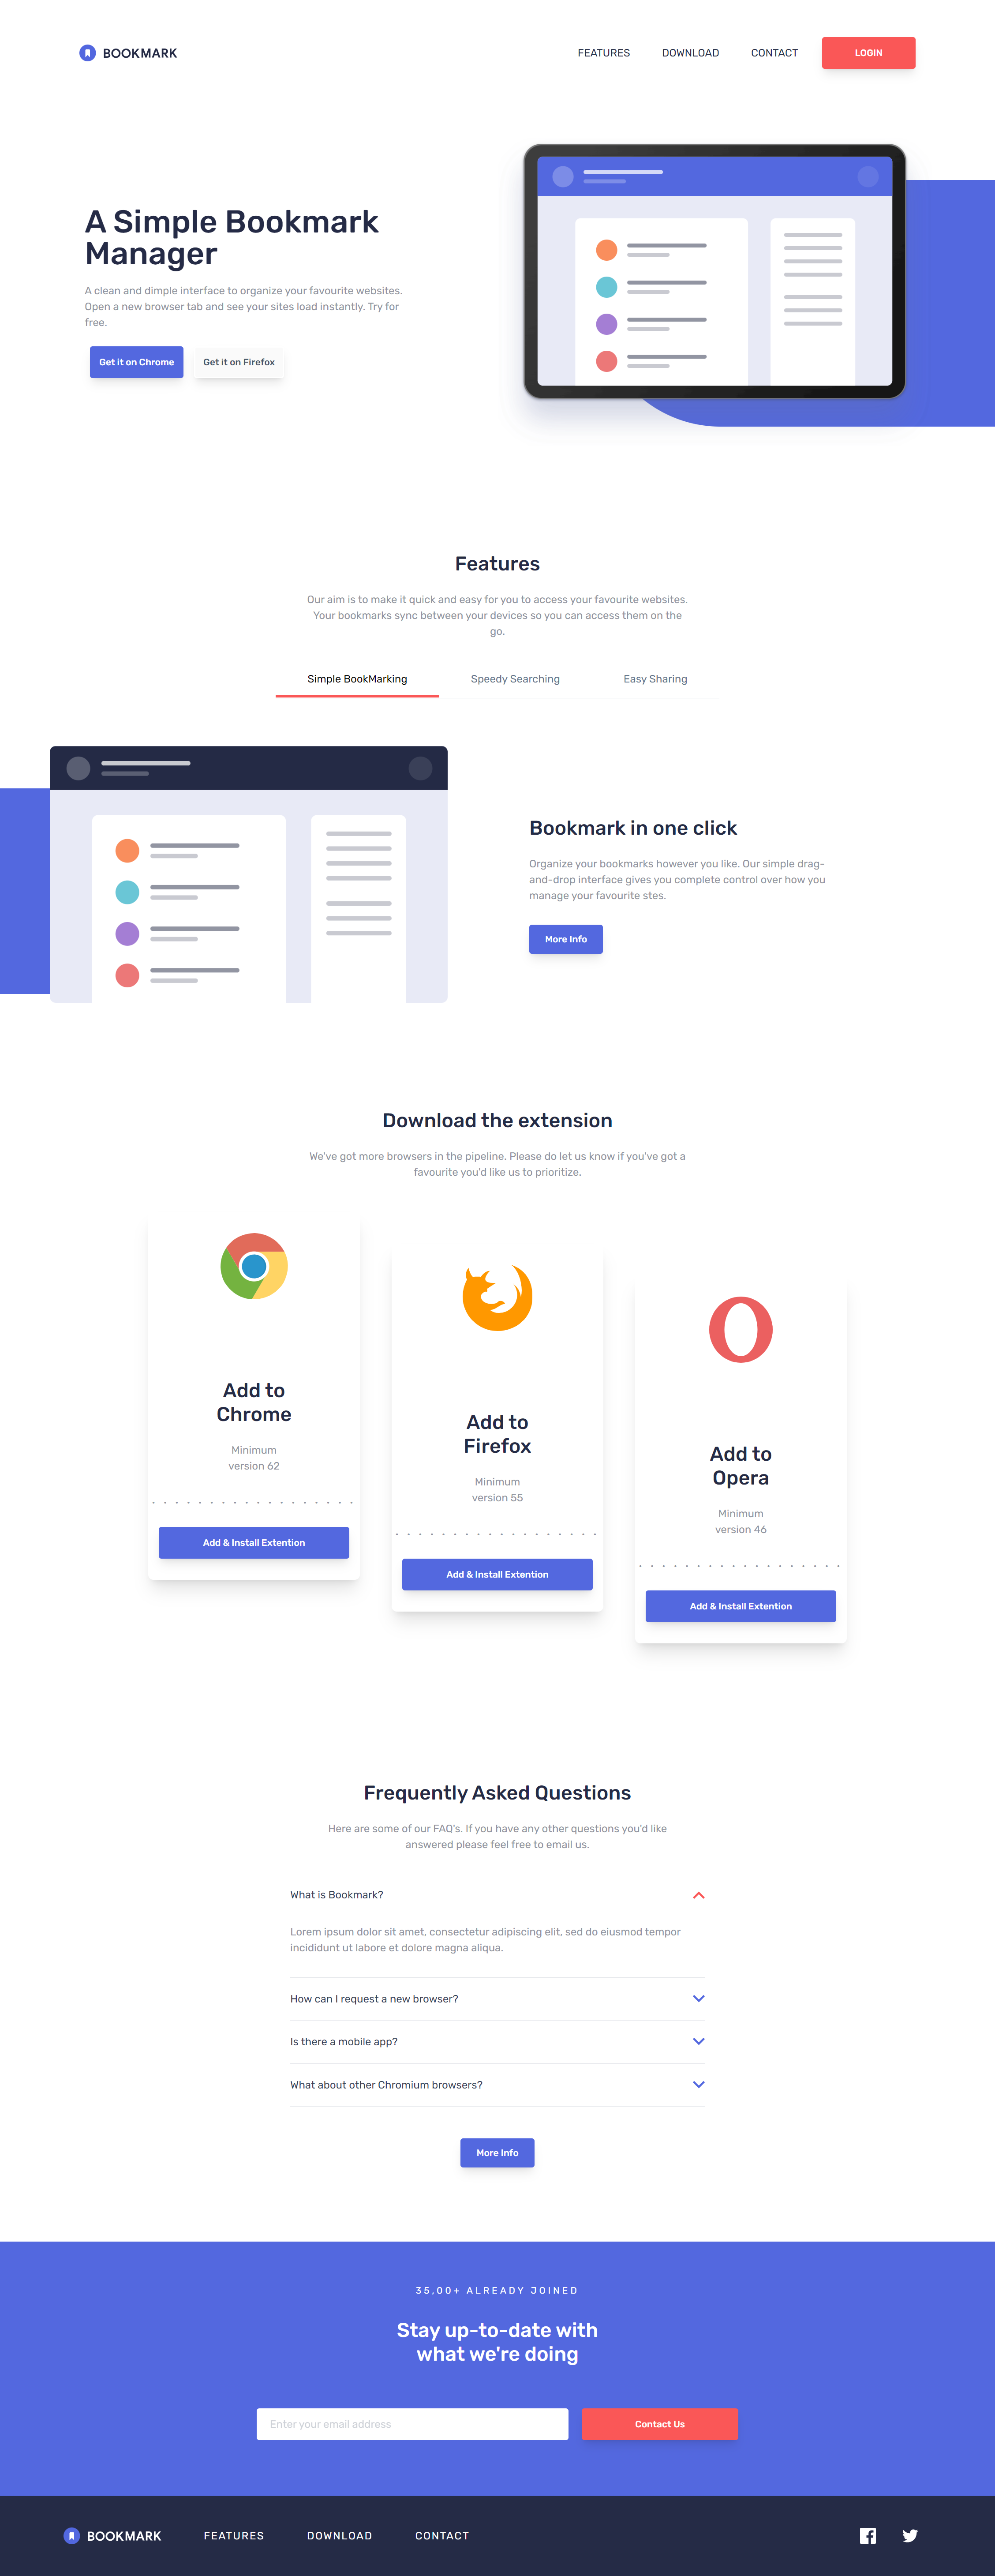 BOOKMARK
FEATURES
DOWNLOAD
CONTACT
LOGIN
A Simple Bookmark
Manager
A clean and dimple interface to organize your favourite websites.
Open a new browser tab and see your sites load instantly. Try for
free.
Get it on Chrome
Get it on Firefox
Features
Our aim is to make it quick and easy for you to access your favourite websites.
Your bookmarks sync between your devices so you can access them on the
go.
Simple BookMarking
Speedy Searching
Easy Sharing
Bookmark in one click
Organize your bookmarks however you like. Our simple drag-
and-drop interface gives you complete control over how you
manage your favourite stes.
More Info
Download the extension
We've got more browsers in the pipeline. Please do let us know if you've got a
favourite you'd like us to prioritize.
Add to
Chrome
Minimum
version 62
Add & Install Extention
Add to
Firefox
Minimum
version 55
Add & Install Extention
Add to
Opera
Minimum
version 46
Add & Install Extention
Frequently Asked Questions
Here are some of our FAQ's. If you have any other questions you'd like
answered please feel free to email us.
What is Bookmark?
Lorem ipsum dolor sit amet, consectetur adipiscing elit, sed do eiusmod tempor
incididunt ut labore et dolore magna aliqua.
How can I request a new browser?
Is there a mobile app?
What about other Chromium browsers?
More Info
35,00+ ALREADY JOINED
Stay up-to-date with
what we're doing
Enter your email address
Contact Us
BOOKMARK
FEATURES
DOWNLOAD
CONTACT